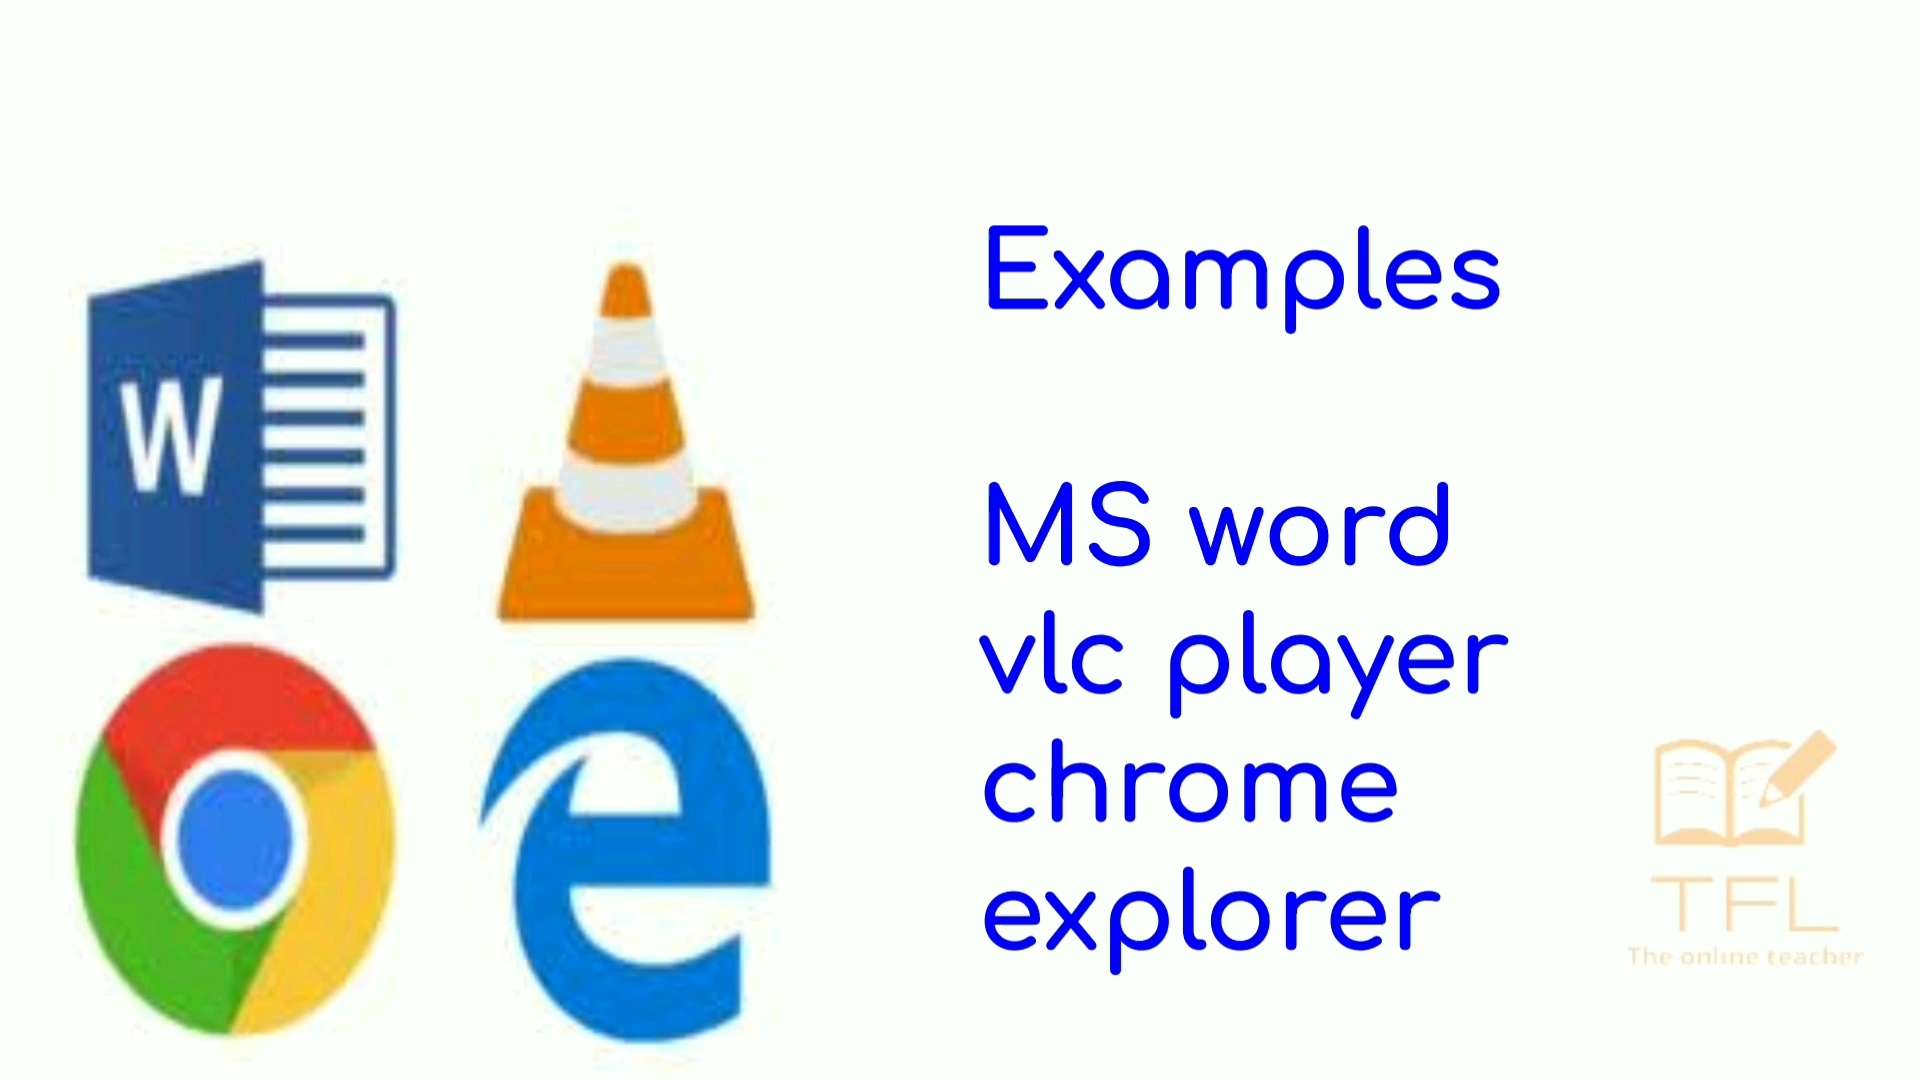 W
Examples
MS word
vlc player
chrome
explorer
TFL
The online teacher